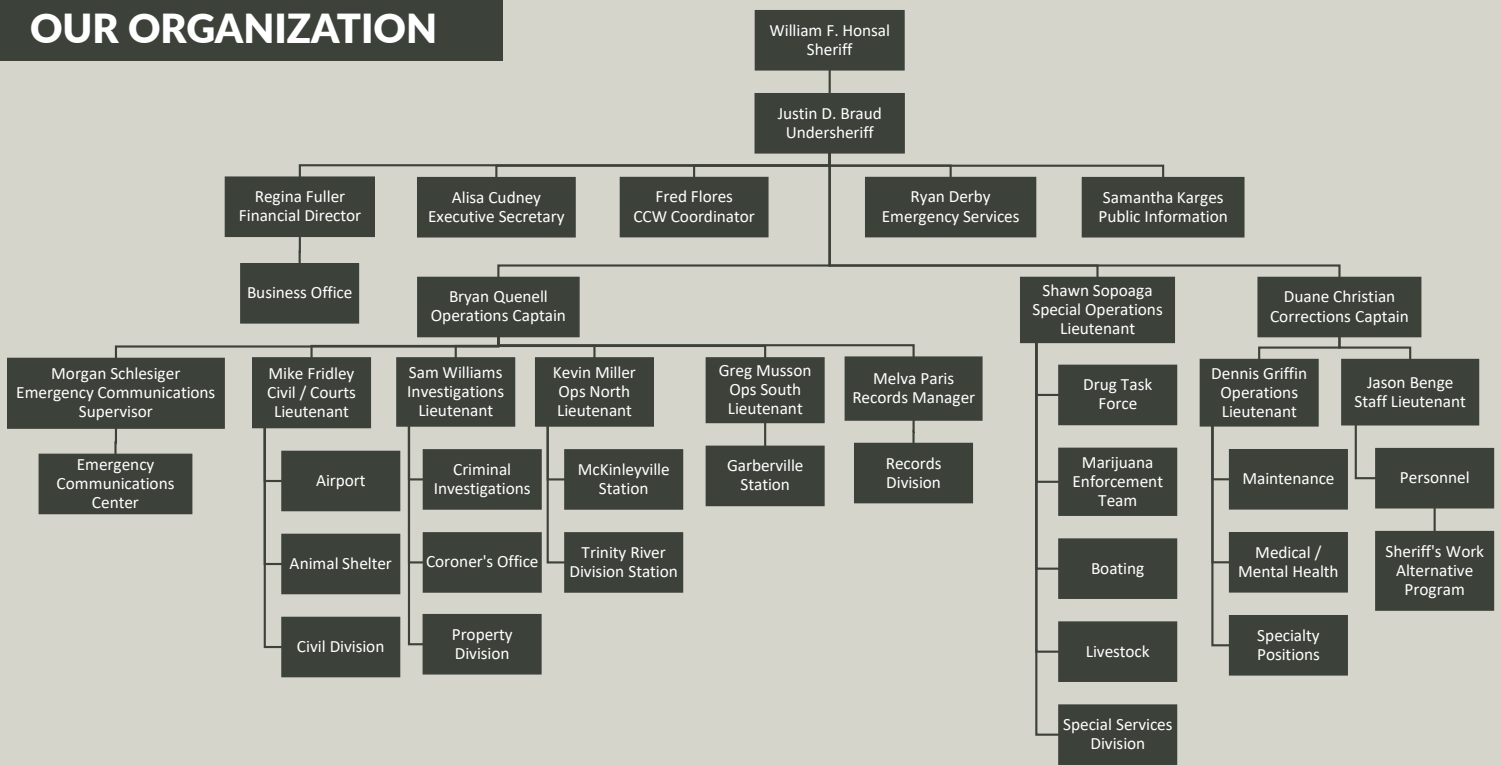 OUR ORGANIZATION
William F. Honsal
Sheriff
Justin D. Braud
Undersheriff
Regina Fuller
Financial Director
Alisa Cudney
Executive Secretary
Fred Flores
CCW Coordinator
Ryan Derby
Emergency Services
Samantha Karges
Public Information
Business Office
Bryan Quenell
Operations Captain
Shawn Sopoaga
Special Operations
Lieutenant
Duane Christian
Corrections Captain
Morgan Schlesiger
Emergency Communications
Supervisor
Mike Fridley
Civil / Courts
Lieutenant
Sam Williams
Investigations
Lieutenant
Kevin Miller
Ops North
Lieutenant
Greg Musson
Ops South
Lieutenant
Melva Paris
Records Manager
Dennis Griffin
Operations
Lieutenant
Jason Benge
Staff Lieutenant
Emergency
Communications
Center
Airport
Animal Shelter
Civil Division
Criminal
Investigations
Coroner's Office
Property
Division
McKinleyville
Station
Trinity River
Division Station
Garberville
Station
Records
Division
Drug Task
Force
Marijuana
Enforcement
Team
Boating
Livestock
Special Services
Division
Maintenance
Medical /
Mental Health
Specialty
Positions
Personnel
Sheriff's Work
Alternative
Program